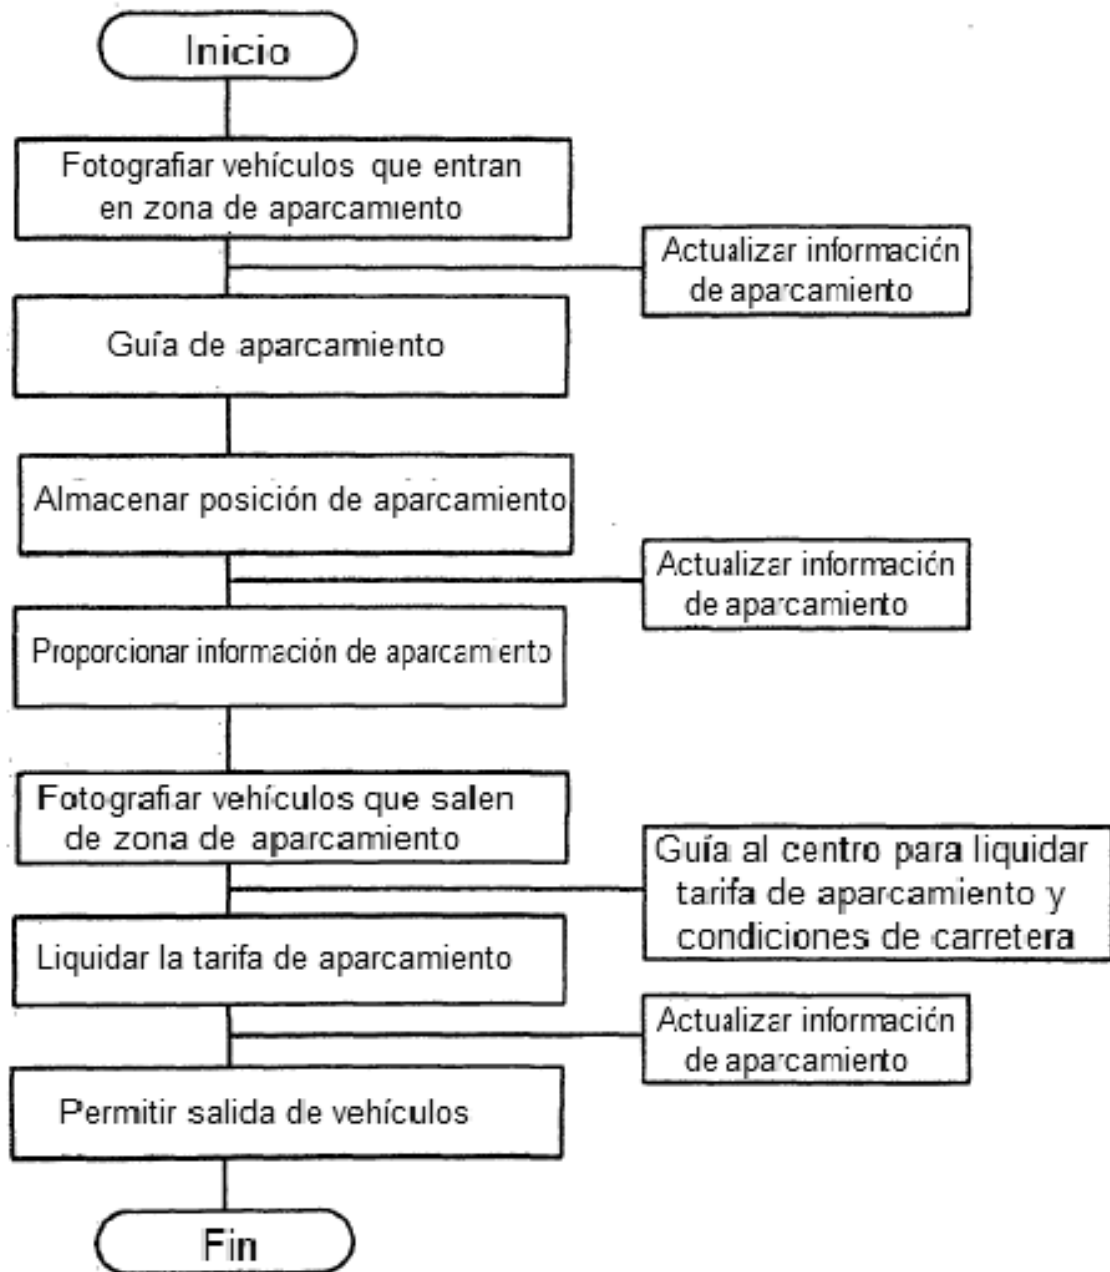 Inicio
Fotografiar vehículos que entran
en zona de aparcamiento
Actualizar información
de aparcamiento
Guía de aparcamiento
Almacenar posición de aparcamiento
Actualizar información
de aparcamiento
Proporcionar información de aparcamiento
Fotografiar vehículos que salen
de zona de aparcamiento
Guía al centro para liquidar
tarifa de aparcamiento y
condiciones de carretera
Liquidar la tarifa de aparcamiento
Actualizar información
de aparcamiento
Permitir salida de vehículos
Fin